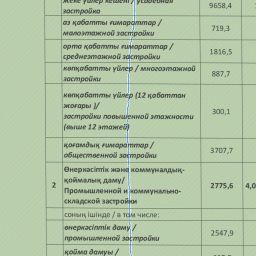 жеке үйлер кешені / усадебная
застройка 9658,4
аз қабатты ғимараттар /
малоэтажной застройки 719,3
орта қабатты ғимараттар /
среднеэтажной застройки 1816,5
көпқабатты үйлер / многоэтажной
застройки 887,7
көпқабатты үйлер (12 қабаттан
жоғары )/
застройки повышенной этажности
(выше 12 этажей) 300,1
қоғамдық ғимараттар /
общественной застройки 3707,7
Өнеркәсіптік және коммуналдық-
қоймалық даму/
2 Промышленной и коммунально- 2775,6 4,0
складской застройки
соның ішінде / в том числе:
өнеркәсіптік даму /
промышленной застройки 2547,9
қойма дамуы /